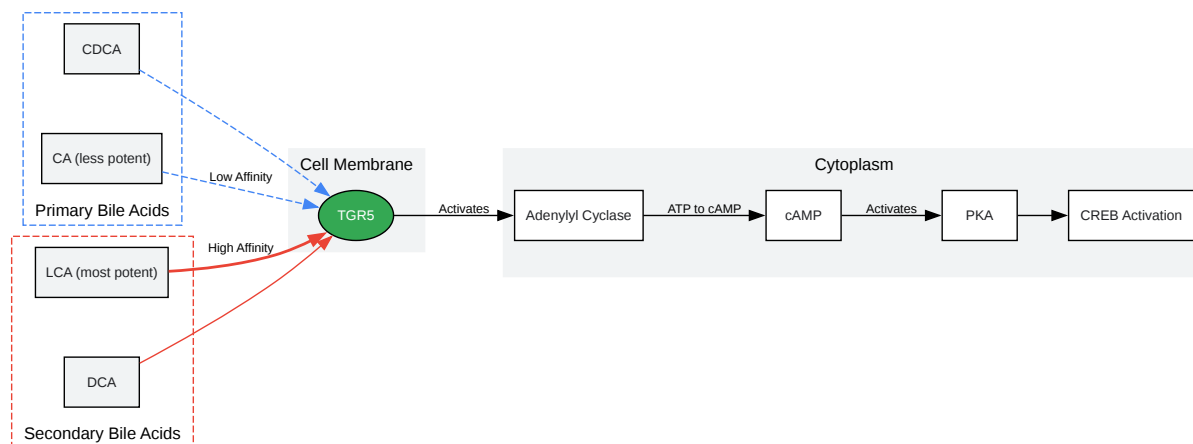 CDCA
CA (less potent)
Primary Bile Acids
Low Affinity
LCA (most potent)
High Affinity
DCA
Secondary Bile Acids
Cell Membrane
TGR5
Activates
Cytoplasm
Adenylyl Cyclase
ATP to cAMP
cAMP
Activates
PKA
CREB Activation